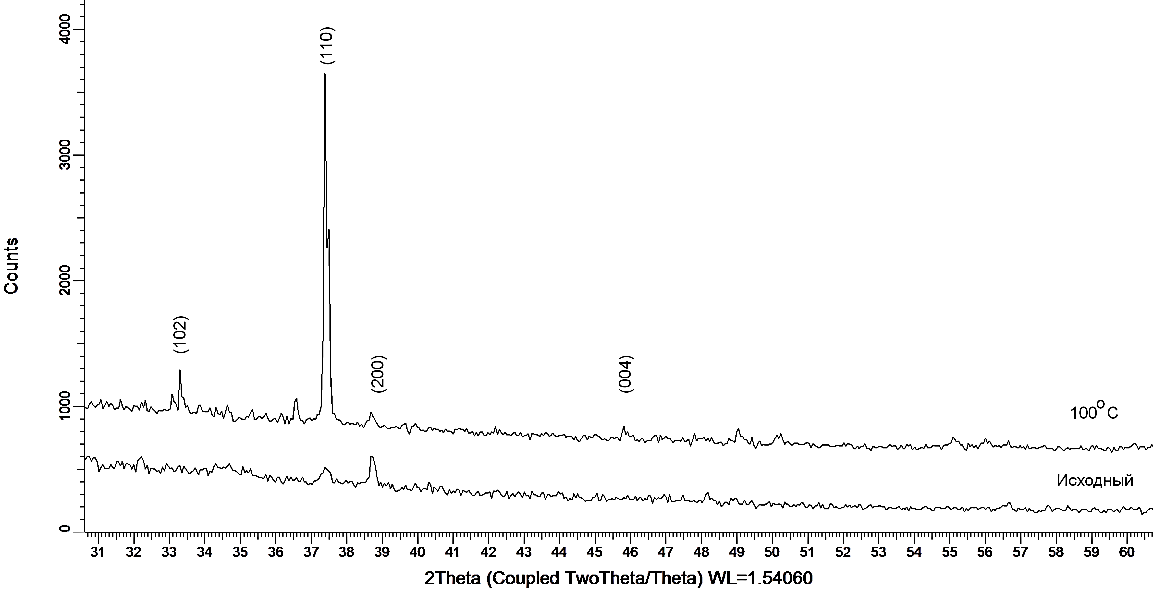 4000
3000
2000
1000
0
Counts
(102)
(110)
(200)
(004)
100°C
Исходный
31 32 33 34 35 36 37 38 39 40 41 42 43 44 45 46 47 48 49 50 51 52 53 54 55 56 57 58 59 60
2Theta (Coupled TwoTheta/Theta) WL=1.54060